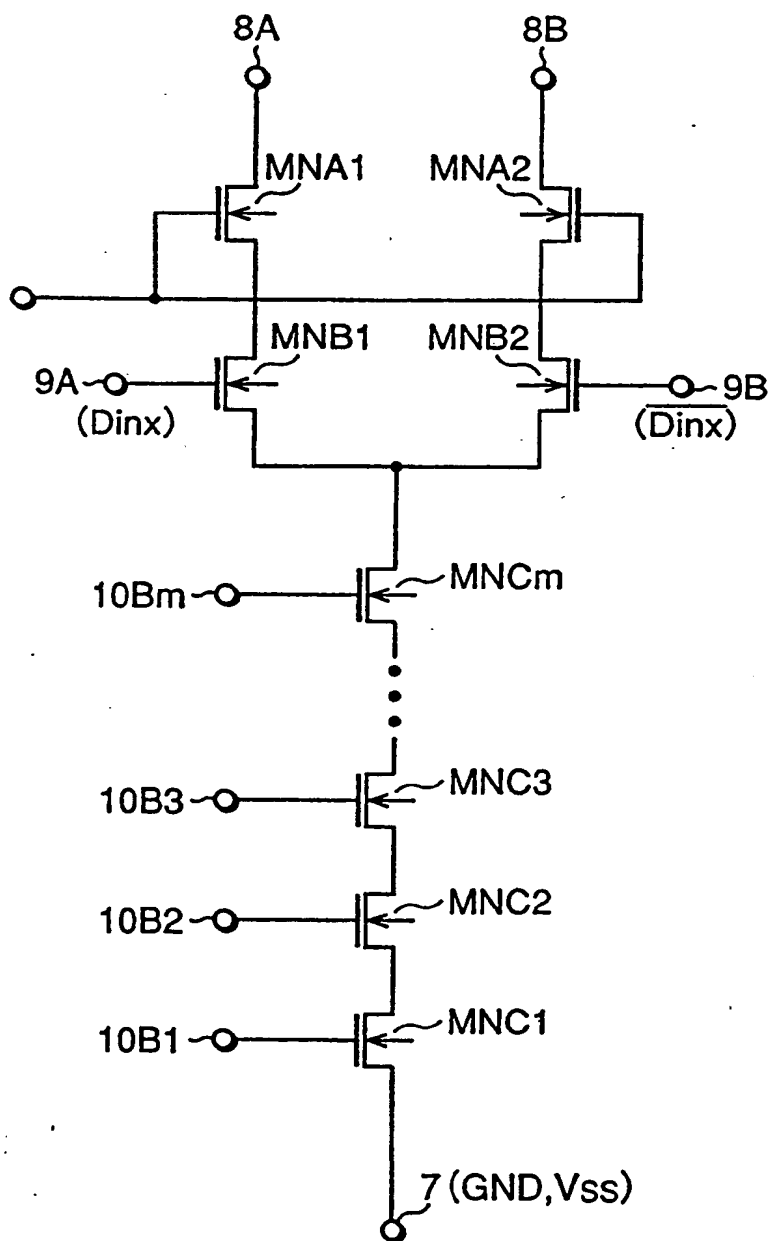 8A 8B
MNA1 MNA2
MNB1 MNB2
9A 9B
(Dinx) (D̅i̅n̅x̅)
10Bm MNCm
10B3 MNC3
10B2 MNC2
10B1 MNC1
7 (GND,Vss)